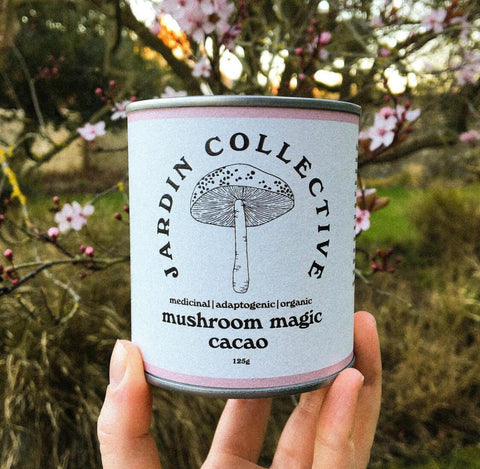 JARDIN COLLECTIVE
medicinal|adaptogenic|organic
mushroom magic
cacao
125g